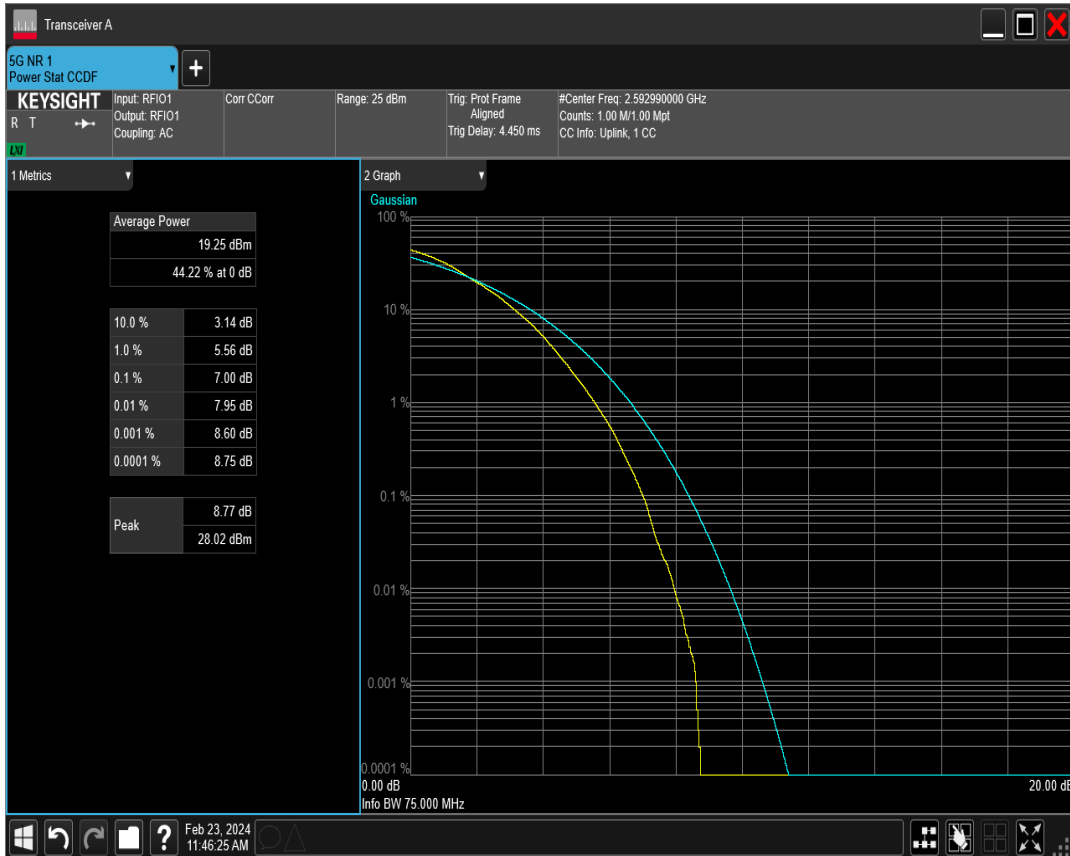 Transceiver A
5G NR 1
Power Stat CCDF
+
KEYSIGHT
R T
LXI
Input: RFIO1
Output: RFIO1
Coupling: AC
Corr CCorr
Range: 25 dBm
Trig: Prot Frame
Aligned
Trig Delay: 4.450 ms
#Center Freq: 2.592990000 GHz
Counts: 1.00 M/1.00 Mpt
CC Info: Uplink, 1 CC
1 Metrics
Average Power
19.25 dBm
44.22 % at 0 dB
10.0 % 3.14 dB
1.0 % 5.56 dB
0.1 % 7.00 dB
0.01 % 7.95 dB
0.001 % 8.60 dB
0.0001 % 8.75 dB
Peak 8.77 dB
28.02 dBm
2 Graph
Gaussian
100 %
10 %
1 %
0.1 %
0.01 %
0.001 %
0.0001 %
0.00 dB 20.00 dB
Info BW 75.000 MHz
?
Feb 23, 2024
11:46:25 AM